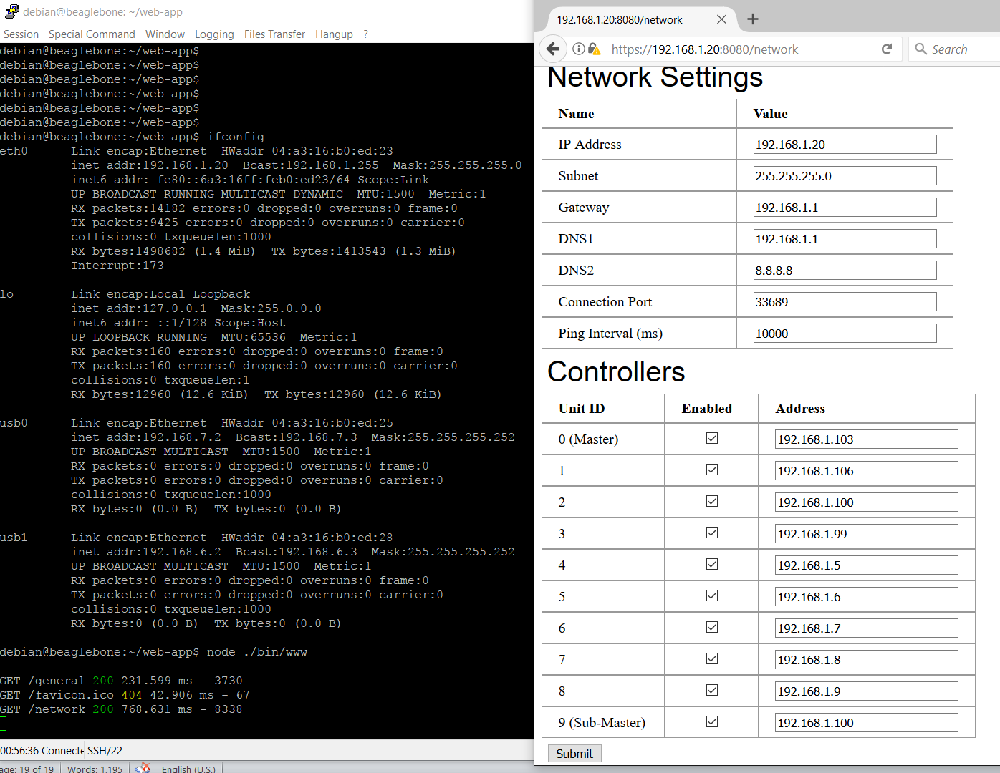 debian@beaglebone: ~/web-app
Session Special Command Window Logging Files Transfer Hangup ?
debian@beaglebone:~/web-app$
debian@beaglebone:~/web-app$
debian@beaglebone:~/web-app$
debian@beaglebone:~/web-app$
debian@beaglebone:~/web-app$
debian@beaglebone:~/web-app$
debian@beaglebone:~/web-app$ ifconfig
eth0 Link encap:Ethernet HWaddr 04:a3:16:b0:ed:23
inet addr:192.168.1.20 Bcast:192.168.1.255 Mask:255.255.255.0
inet6 addr: fe80::6a3:16ff:feb0:ed23/64 Scope:Link
UP BROADCAST RUNNING MULTICAST DYNAMIC MTU:1500 Metric:1
RX packets:14182 errors:0 dropped:0 overruns:0 frame:0
TX packets:9425 errors:0 dropped:0 overruns:0 carrier:0
collisions:0 txqueuelen:1000
RX bytes:1498682 (1.4 MiB) TX bytes:1413543 (1.3 MiB)
Interrupt:173
lo Link encap:Local Loopback
inet addr:127.0.0.1 Mask:255.0.0.0
inet6 addr: ::1/128 Scope:Host
UP LOOPBACK RUNNING MTU:65536 Metric:1
RX packets:160 errors:0 dropped:0 overruns:0 frame:0
TX packets:160 errors:0 dropped:0 overruns:0 carrier:0
collisions:0 txqueuelen:1
RX bytes:12960 (12.6 KiB) TX bytes:12960 (12.6 KiB)
usb0 Link encap:Ethernet HWaddr 04:a3:16:b0:ed:25
inet addr:192.168.7.2 Bcast:192.168.7.3 Mask:255.255.255.252
UP BROADCAST MULTICAST MTU:1500 Metric:1
RX packets:0 errors:0 dropped:0 overruns:0 frame:0
TX packets:0 errors:0 dropped:0 overruns:0 carrier:0
collisions:0 txqueuelen:1000
RX bytes:0 (0.0 B) TX bytes:0 (0.0 B)
usb1 Link encap:Ethernet HWaddr 04:a3:16:b0:ed:28
inet addr:192.168.6.2 Bcast:192.168.6.3 Mask:255.255.255.252
UP BROADCAST MULTICAST MTU:1500 Metric:1
RX packets:0 errors:0 dropped:0 overruns:0 frame:0
TX packets:0 errors:0 dropped:0 overruns:0 carrier:0
collisions:0 txqueuelen:1000
RX bytes:0 (0.0 B) TX bytes:0 (0.0 B)
debian@beaglebone:~/web-app$ node ./bin/www
GET /general 200 231.599 ms - 3730
GET /favicon.ico 404 42.906 ms - 67
GET /network 200 768.631 ms - 8338
00:56:36 Connecte SSH/22
age: 19 of 19 Words: 1,195 English (U.S.)
192.168.1.20:8080/network
https://192.168.1.20:8080/network Search
Network Settings
Name Value
IP Address 192.168.1.20
Subnet 255.255.255.0
Gateway 192.168.1.1
DNS1 192.168.1.1
DNS2 8.8.8.8
Connection Port 33689
Ping Interval (ms) 10000
Controllers
Unit ID Enabled Address
0 (Master) 192.168.1.103
1 192.168.1.106
2 192.168.1.100
3 192.168.1.99
4 192.168.1.5
5 192.168.1.6
6 192.168.1.7
7 192.168.1.8
8 192.168.1.9
9 (Sub-Master) 192.168.1.100
Submit